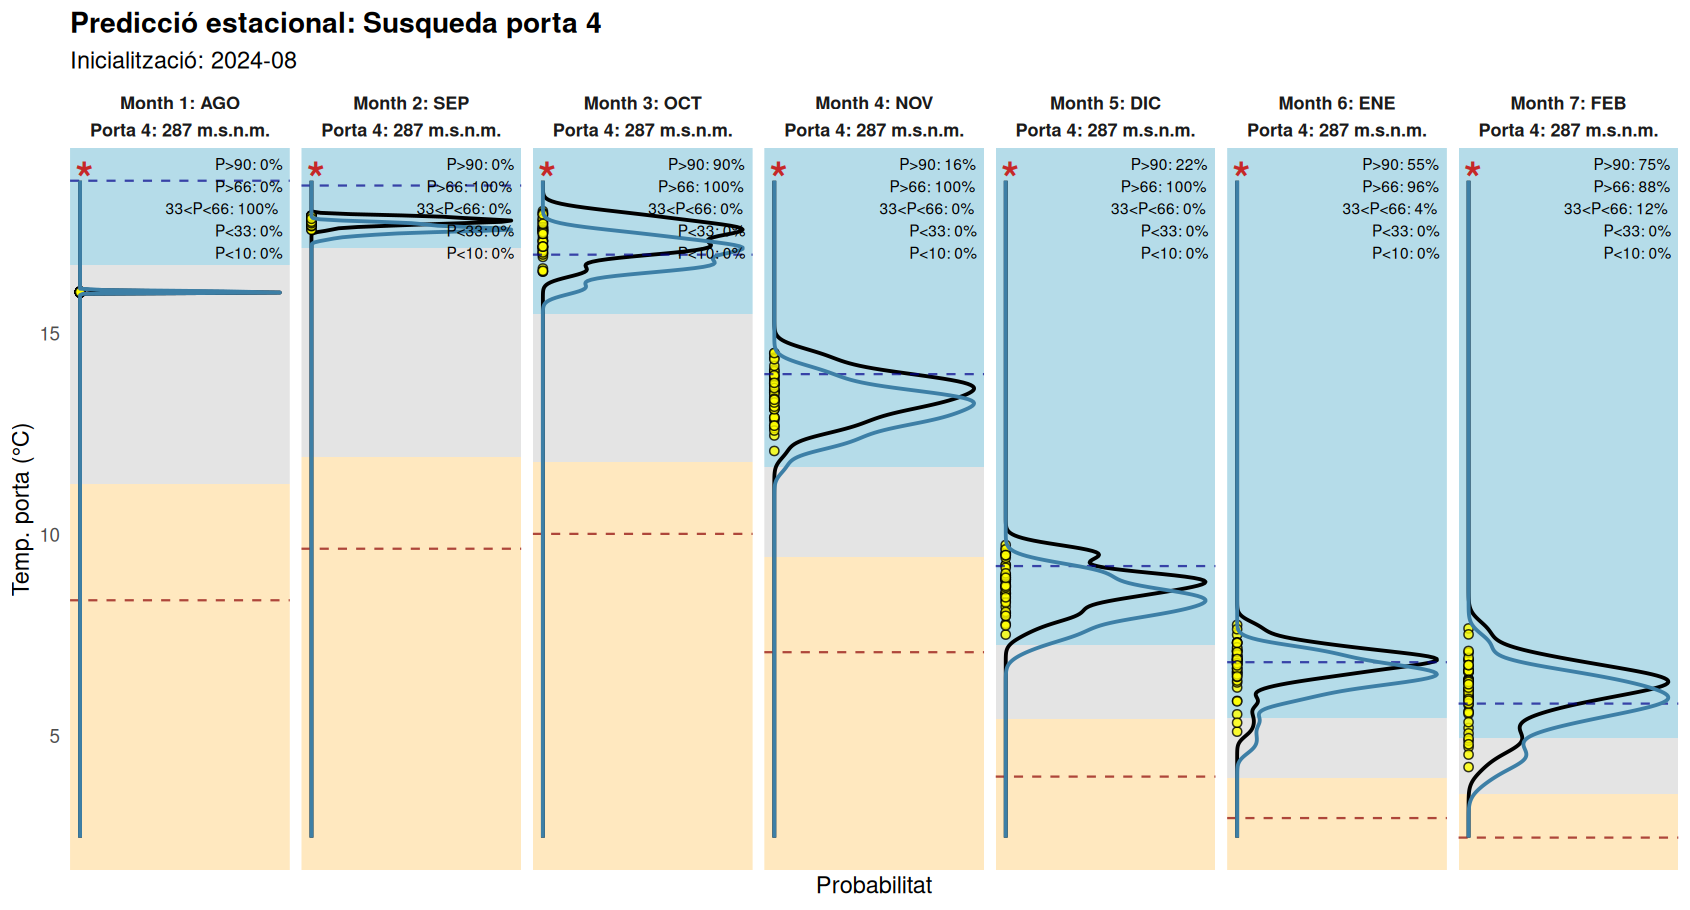 Predicció estacional: Susqueda porta 4
Inicialització: 2024-08
Month 1: AGO
Porta 4: 287 m.s.n.m.
Month 2: SEP
Porta 4: 287 m.s.n.m.
Month 3: OCT
Porta 4: 287 m.s.n.m.
Month 4: NOV
Porta 4: 287 m.s.n.m.
Month 5: DIC
Porta 4: 287 m.s.n.m.
Month 6: ENE
Porta 4: 287 m.s.n.m.
Month 7: FEB
Porta 4: 287 m.s.n.m.
*
P>90: 0%
P>66: 0%
33<P<66: 100%
P<33: 0%
P<10: 0%
*
P>90: 0%
P>66: 100%
33<P<66: 0%
P<33: 0%
P<10: 0%
*
P>90: 90%
P>66: 100%
33<P<66: 0%
P<33: 0%
P<10: 0%
*
P>90: 16%
P>66: 100%
33<P<66: 0%
P<33: 0%
P<10: 0%
*
P>90: 22%
P>66: 100%
33<P<66: 0%
P<33: 0%
P<10: 0%
*
P>90: 55%
P>66: 96%
33<P<66: 4%
P<33: 0%
P<10: 0%
*
P>90: 75%
P>66: 88%
33<P<66: 12%
P<33: 0%
P<10: 0%
15
10
5
Temp. porta (°C)
Probabilitat